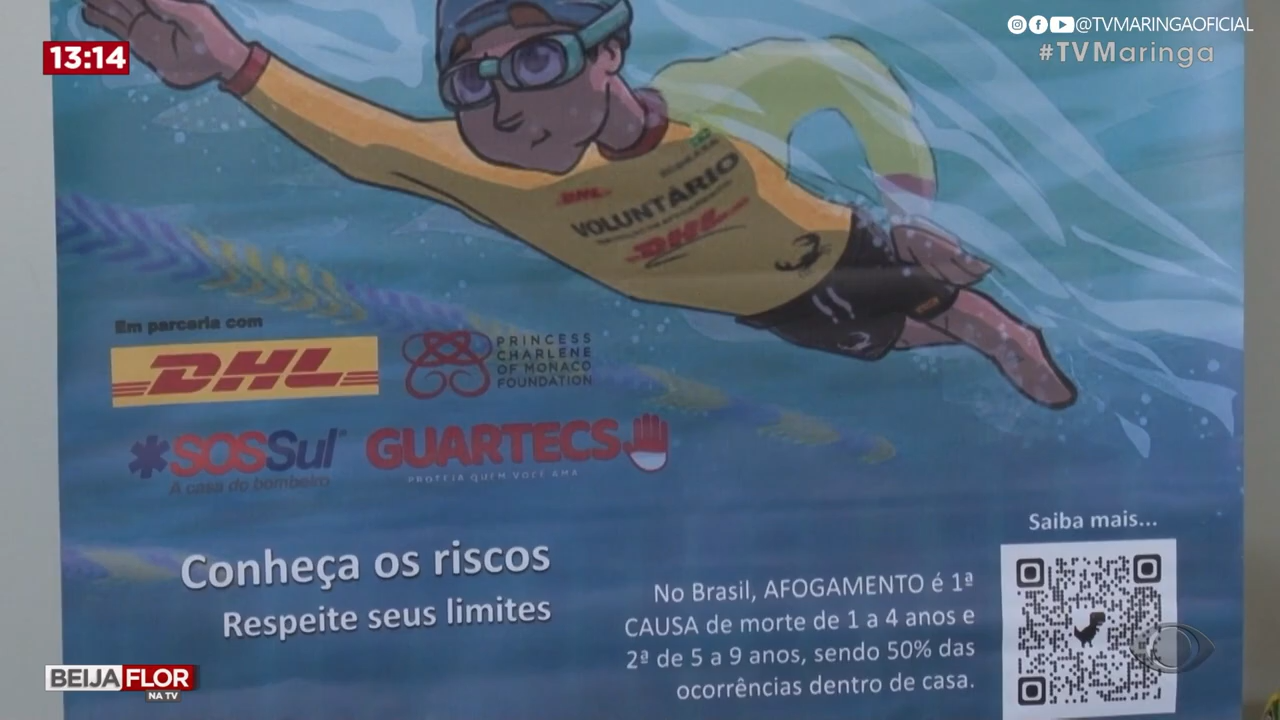 13:14
@TVMARINGAOFICIAL
#TVMaringa
DHL
VOLUNTÁRIO
DHL
Em parceria com
DHL
PRINCESS
CHARLENE
OF MONACO
FOUNDATION
SOSSul
A casa do bombeiro
GUARTECS
PROTEJA QUEM VOCÊ AMA
Conheça os riscos
Respeite seus limites
Saiba mais...
No Brasil, AFOGAMENTO é 1ª
CAUSA de morte de 1 a 4 anos e
2ª de 5 a 9 anos, sendo 50% das
ocorrências dentro de casa.
BEIJA FLOR
NA TV